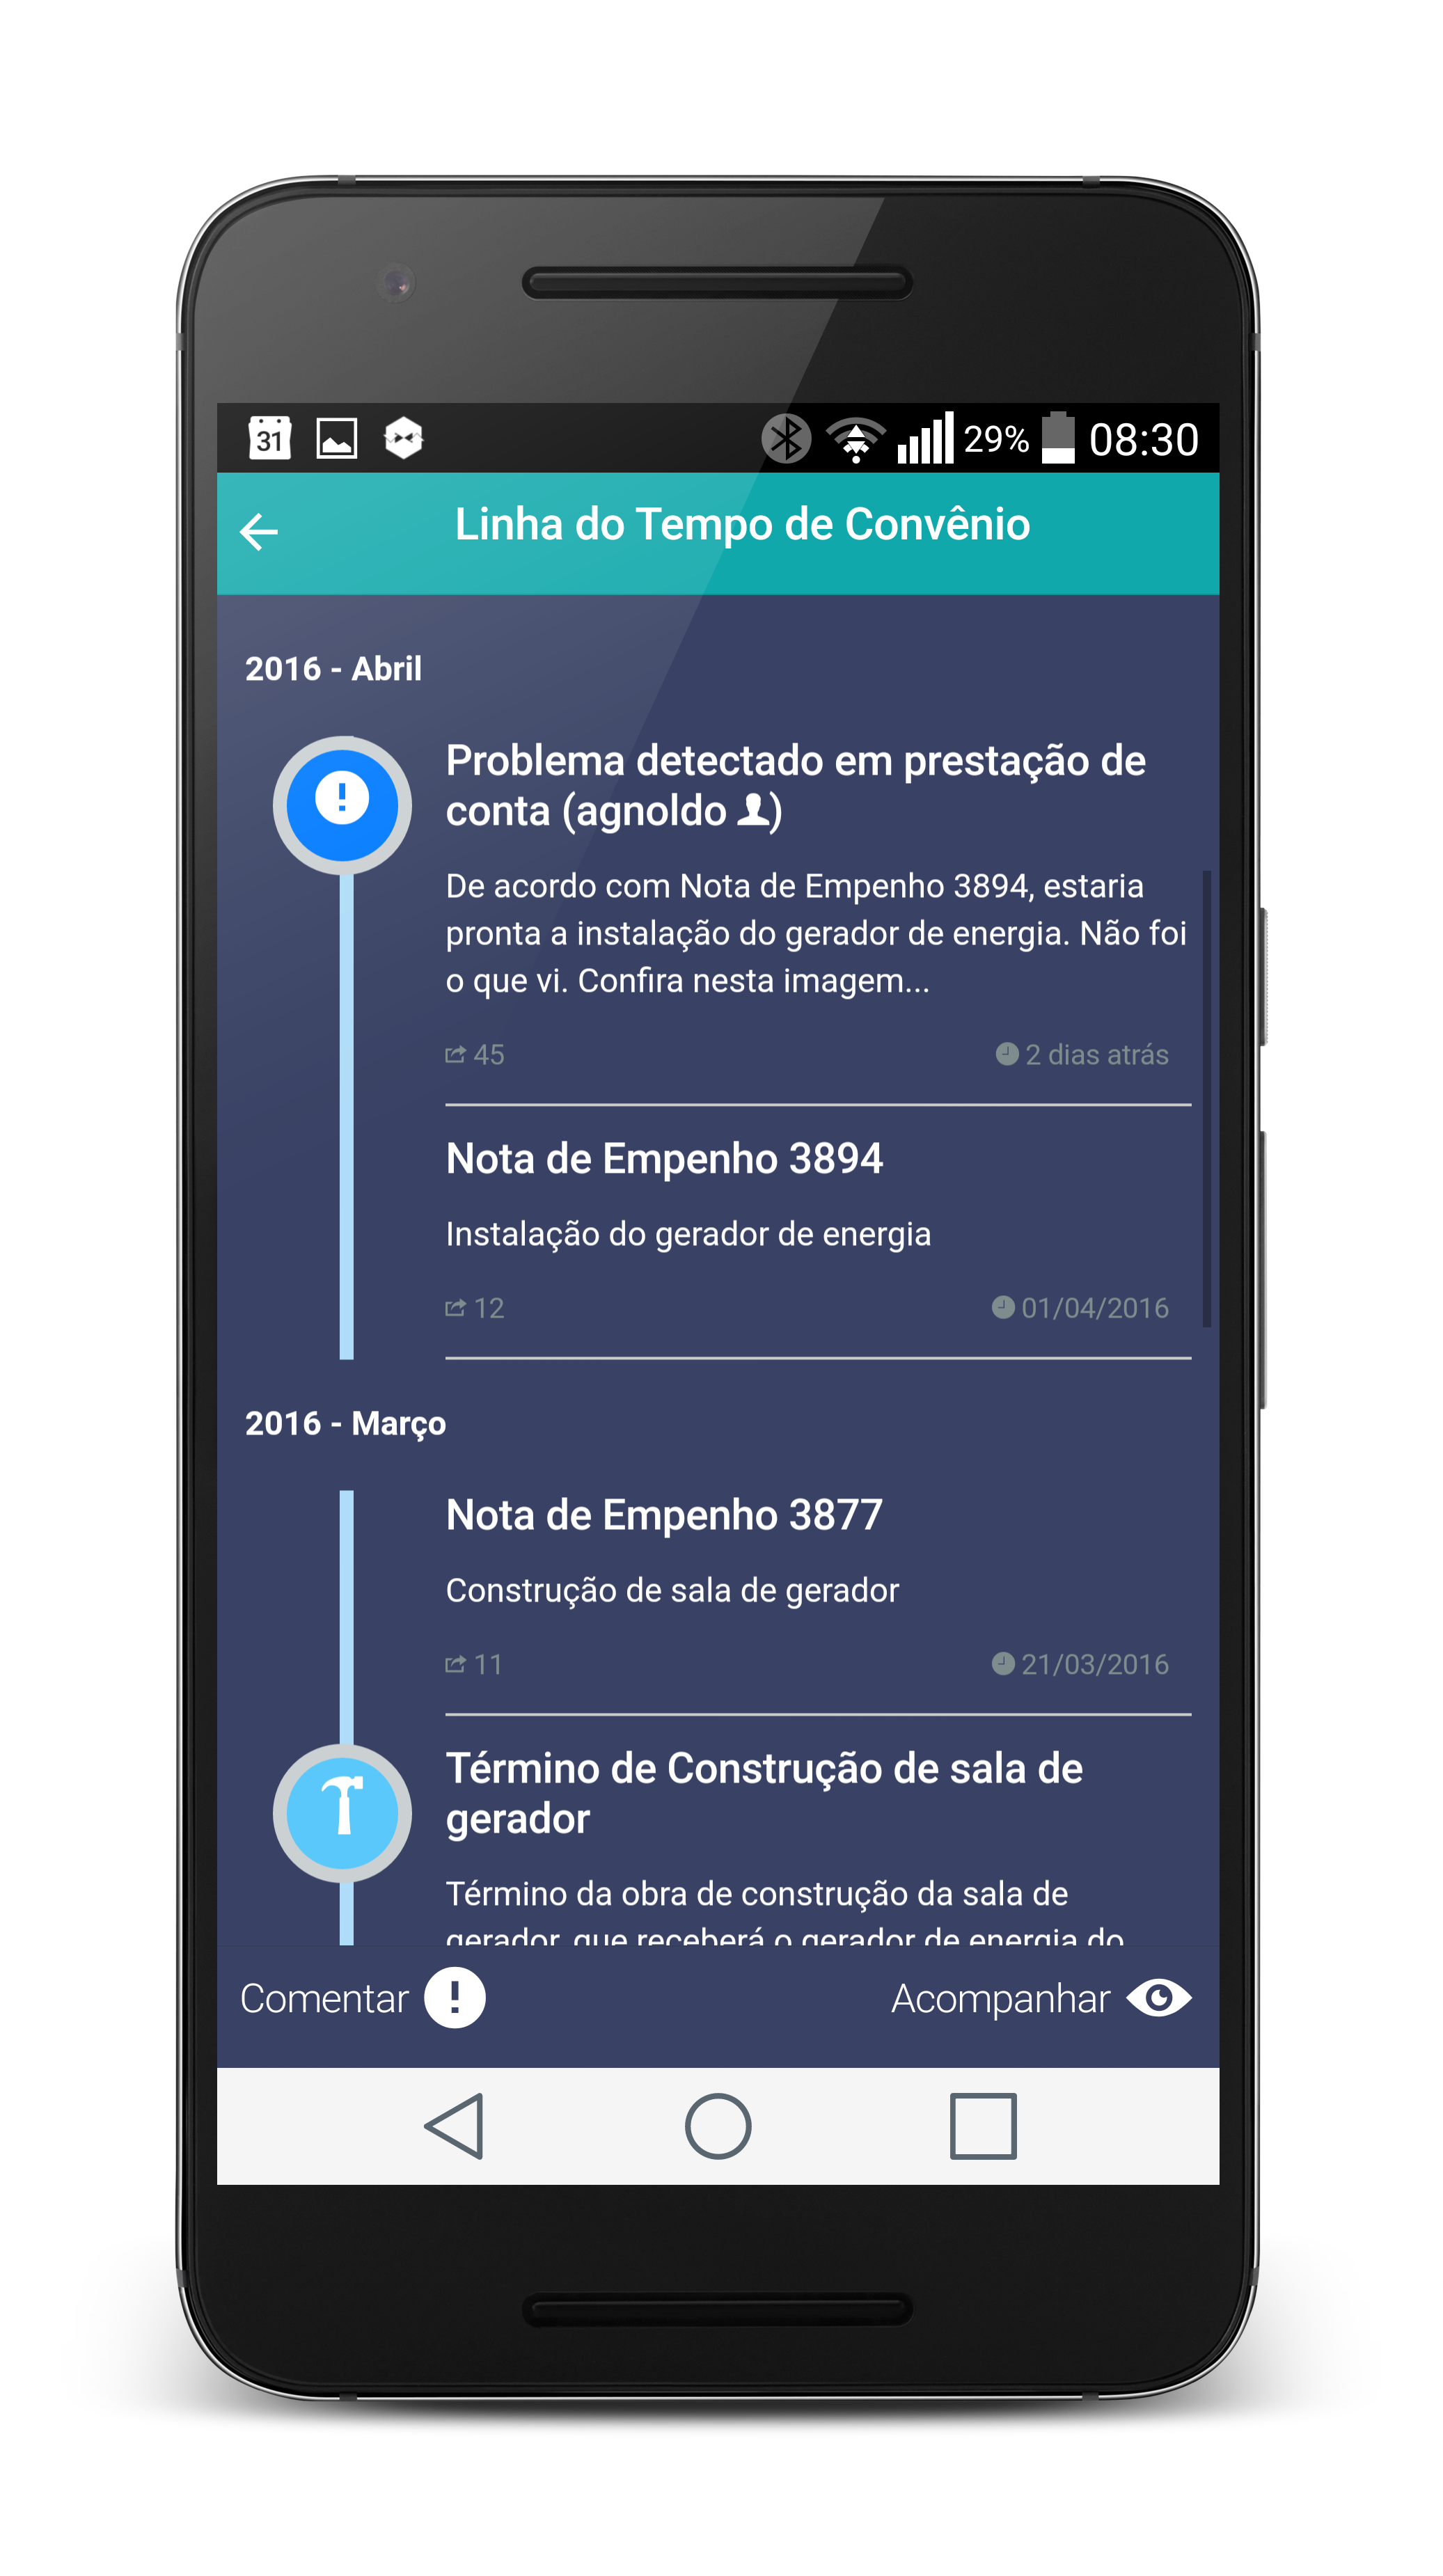 31
29% 08:30
Linha do Tempo de Convênio
2016 - Abril
Problema detectado em prestação de
conta (agnoldo )
De acordo com Nota de Empenho 3894, estaria
pronta a instalação do gerador de energia. Não foi
o que vi. Confira nesta imagem...
45 2 dias atrás
Nota de Empenho 3894
Instalação do gerador de energia
12 01/04/2016
2016 - Março
Nota de Empenho 3877
Construção de sala de gerador
11 21/03/2016
Término de Construção de sala de
gerador
Término da obra de construção da sala de
gerador, que receberá o gerador de energia do
Comentar Acompanhar